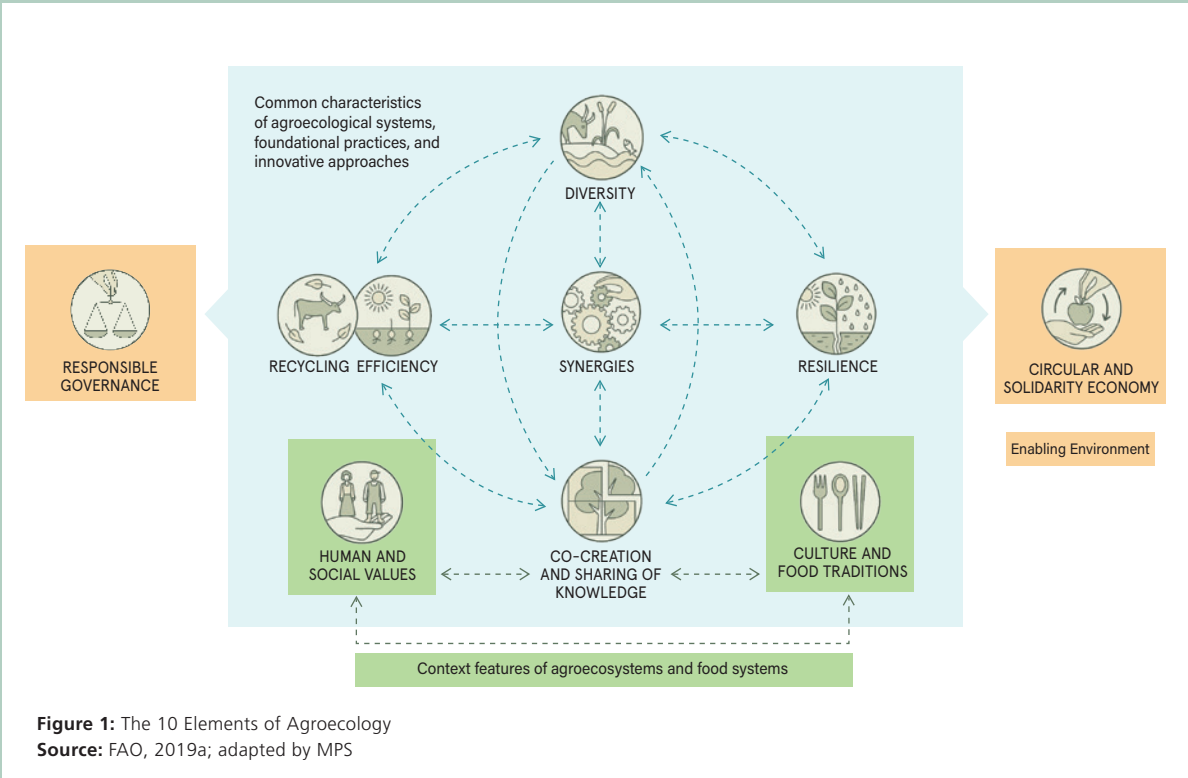 Common characteristics
of agroecological systems,
foundational practices, and
innovative approaches
DIVERSITY
RESPONSIBLE
GOVERNANCE
RECYCLING EFFICIENCY
SYNERGIES
RESILIENCE
CIRCULAR AND
SOLIDARITY ECONOMY
Enabling Environment
HUMAN AND
SOCIAL VALUES
CO-CREATION
AND SHARING OF
KNOWLEDGE
CULTURE AND
FOOD TRADITIONS
Context features of agroecosystems and food systems
Figure 1: The 10 Elements of Agroecology
Source: FAO, 2019a; adapted by MPS